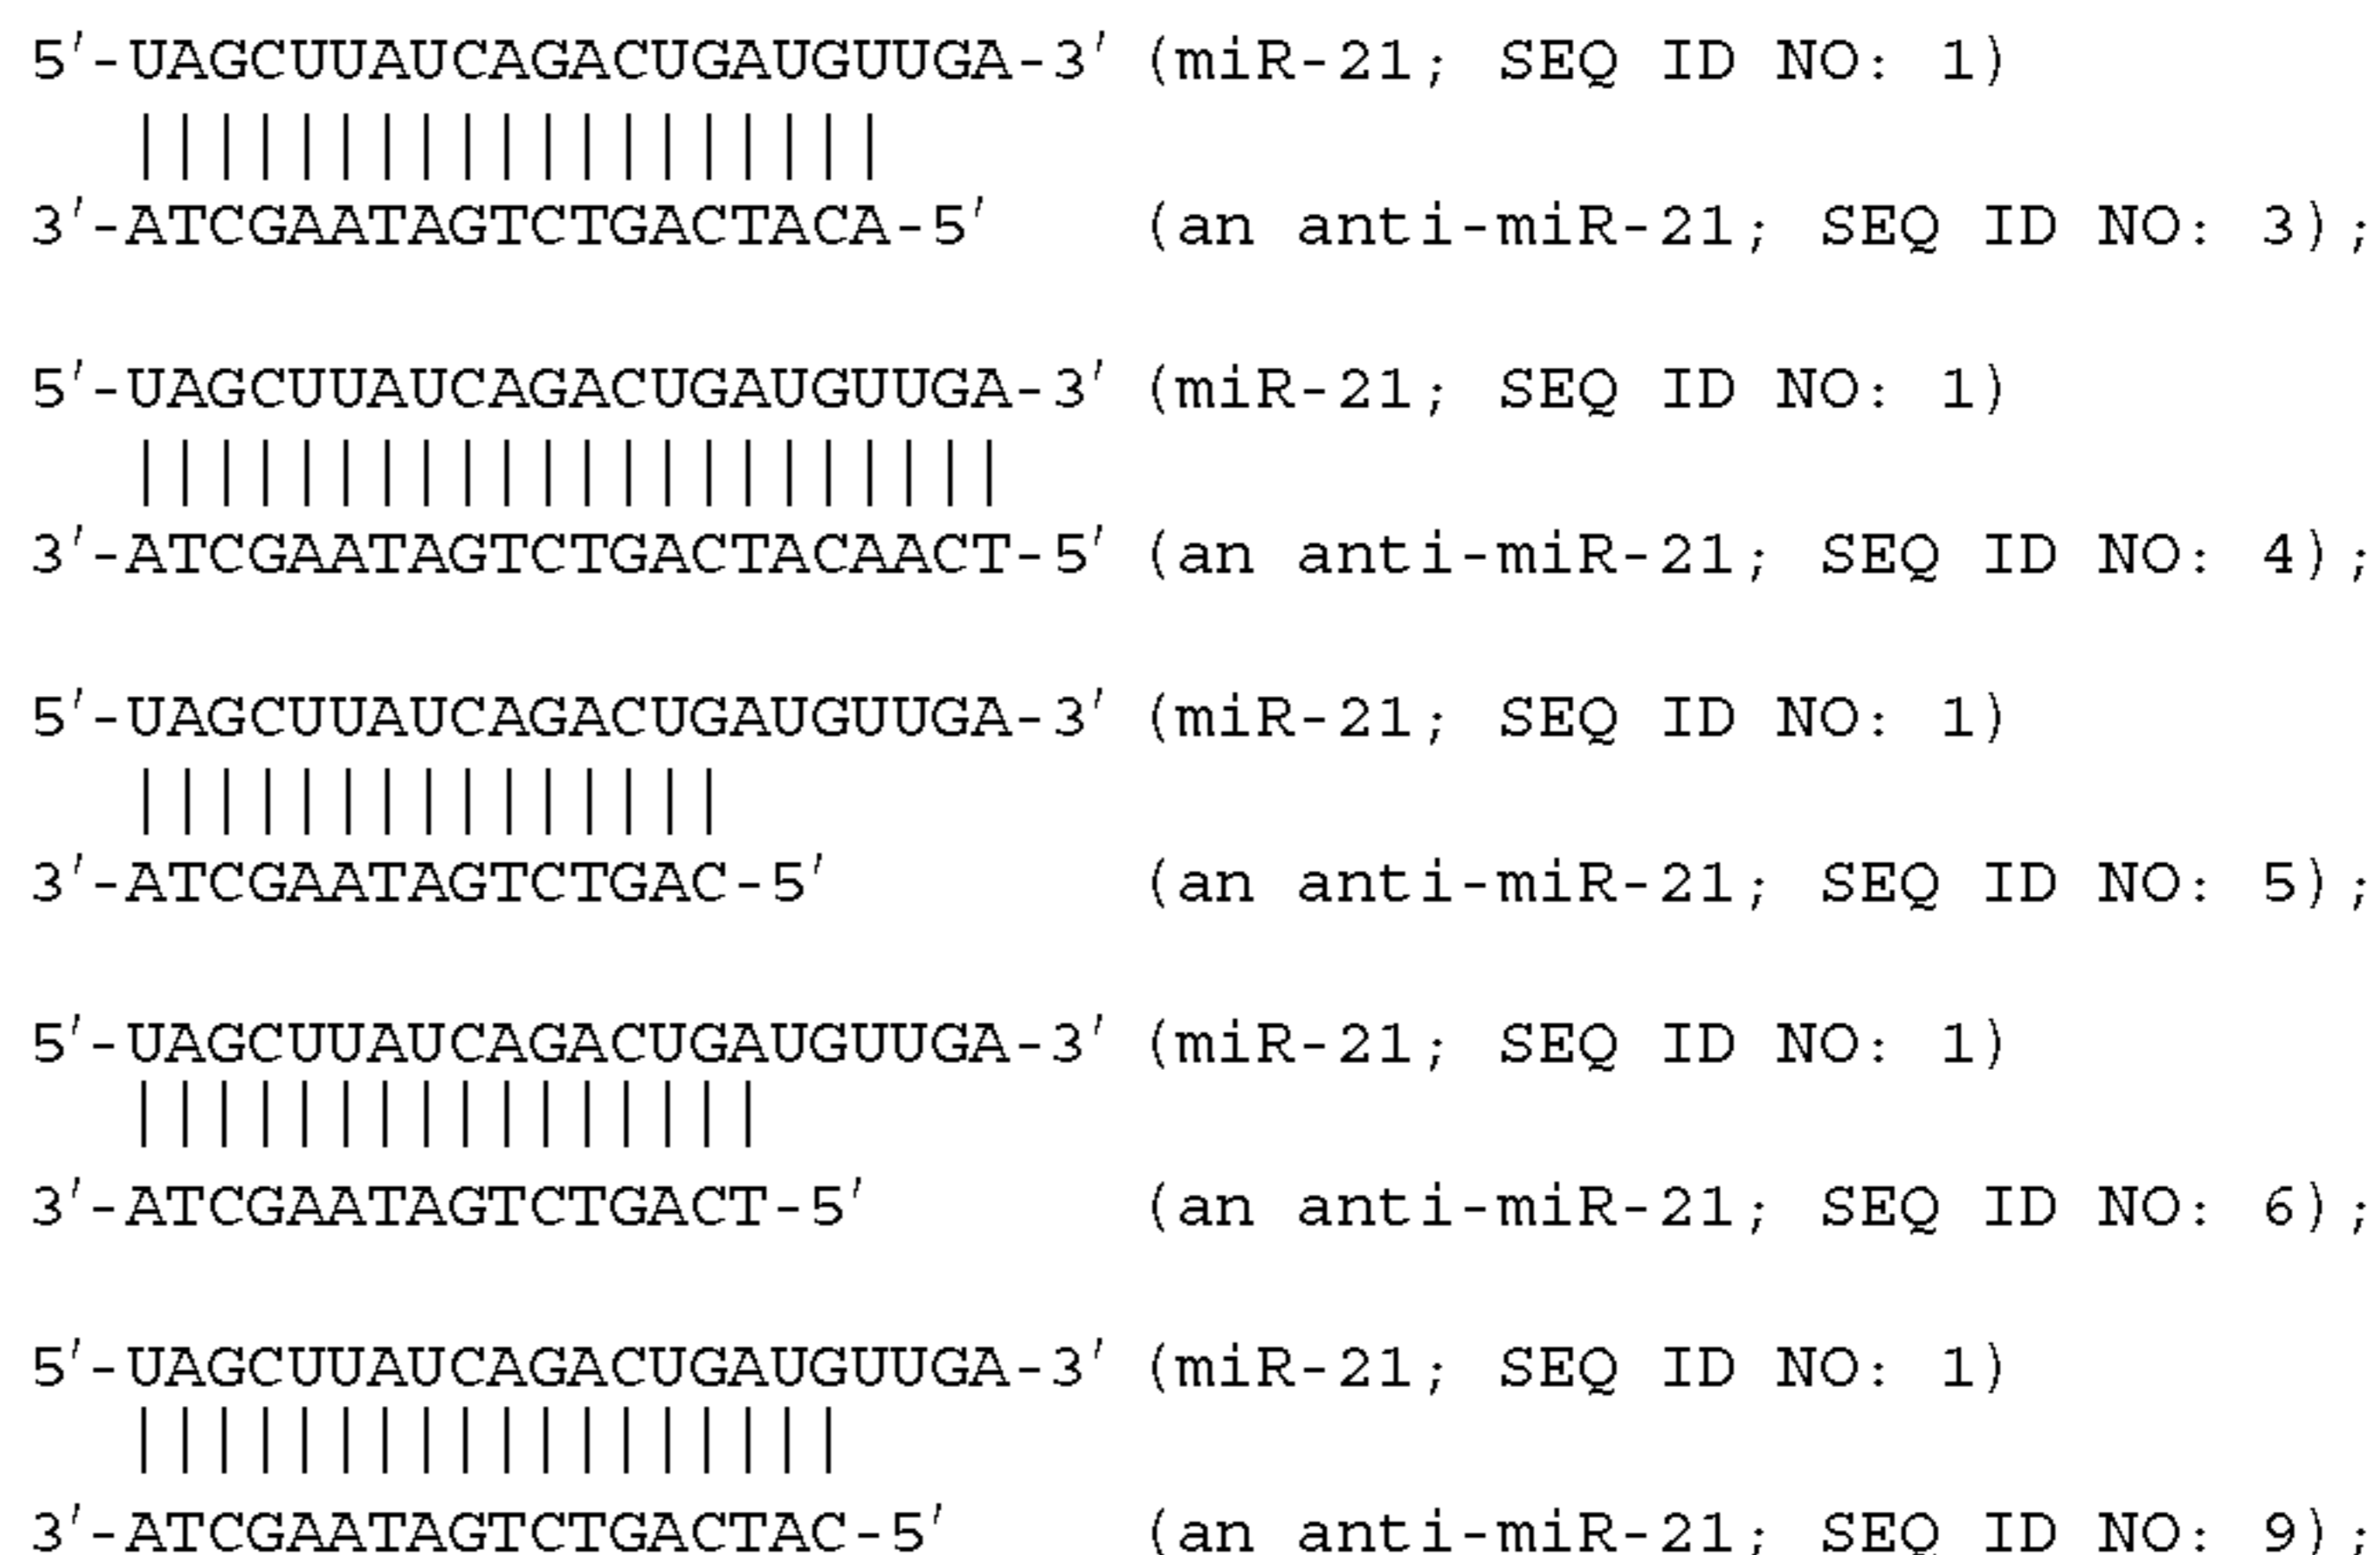 5'-UAGCUUAUCAGACUGAUGUUGA-3' (miR-21; SEQ ID NO: 1)
|||||||||||||||||||
3'-ATCGAATAGTCTGACTACA-5' (an anti-miR-21; SEQ ID NO: 3);
5'-UAGCUUAUCAGACUGAUGUUGA-3' (miR-21; SEQ ID NO: 1)
||||||||||||||||||||||
3'-ATCGAATAGTCTGACTACAACT-5' (an anti-miR-21; SEQ ID NO: 4);
5'-UAGCUUAUCAGACUGAUGUUGA-3' (miR-21; SEQ ID NO: 1)
|||||||||||||||
3'-ATCGAATAGTCTGAC-5' (an anti-miR-21; SEQ ID NO: 5);
5'-UAGCUUAUCAGACUGAUGUUGA-3' (miR-21; SEQ ID NO: 1)
||||||||||||||||
3'-ATCGAATAGTCTGACT-5' (an anti-miR-21; SEQ ID NO: 6);
5'-UAGCUUAUCAGACUGAUGUUGA-3' (miR-21; SEQ ID NO: 1)
||||||||||||||||||
3'-ATCGAATAGTCTGACTAC-5' (an anti-miR-21; SEQ ID NO: 9);